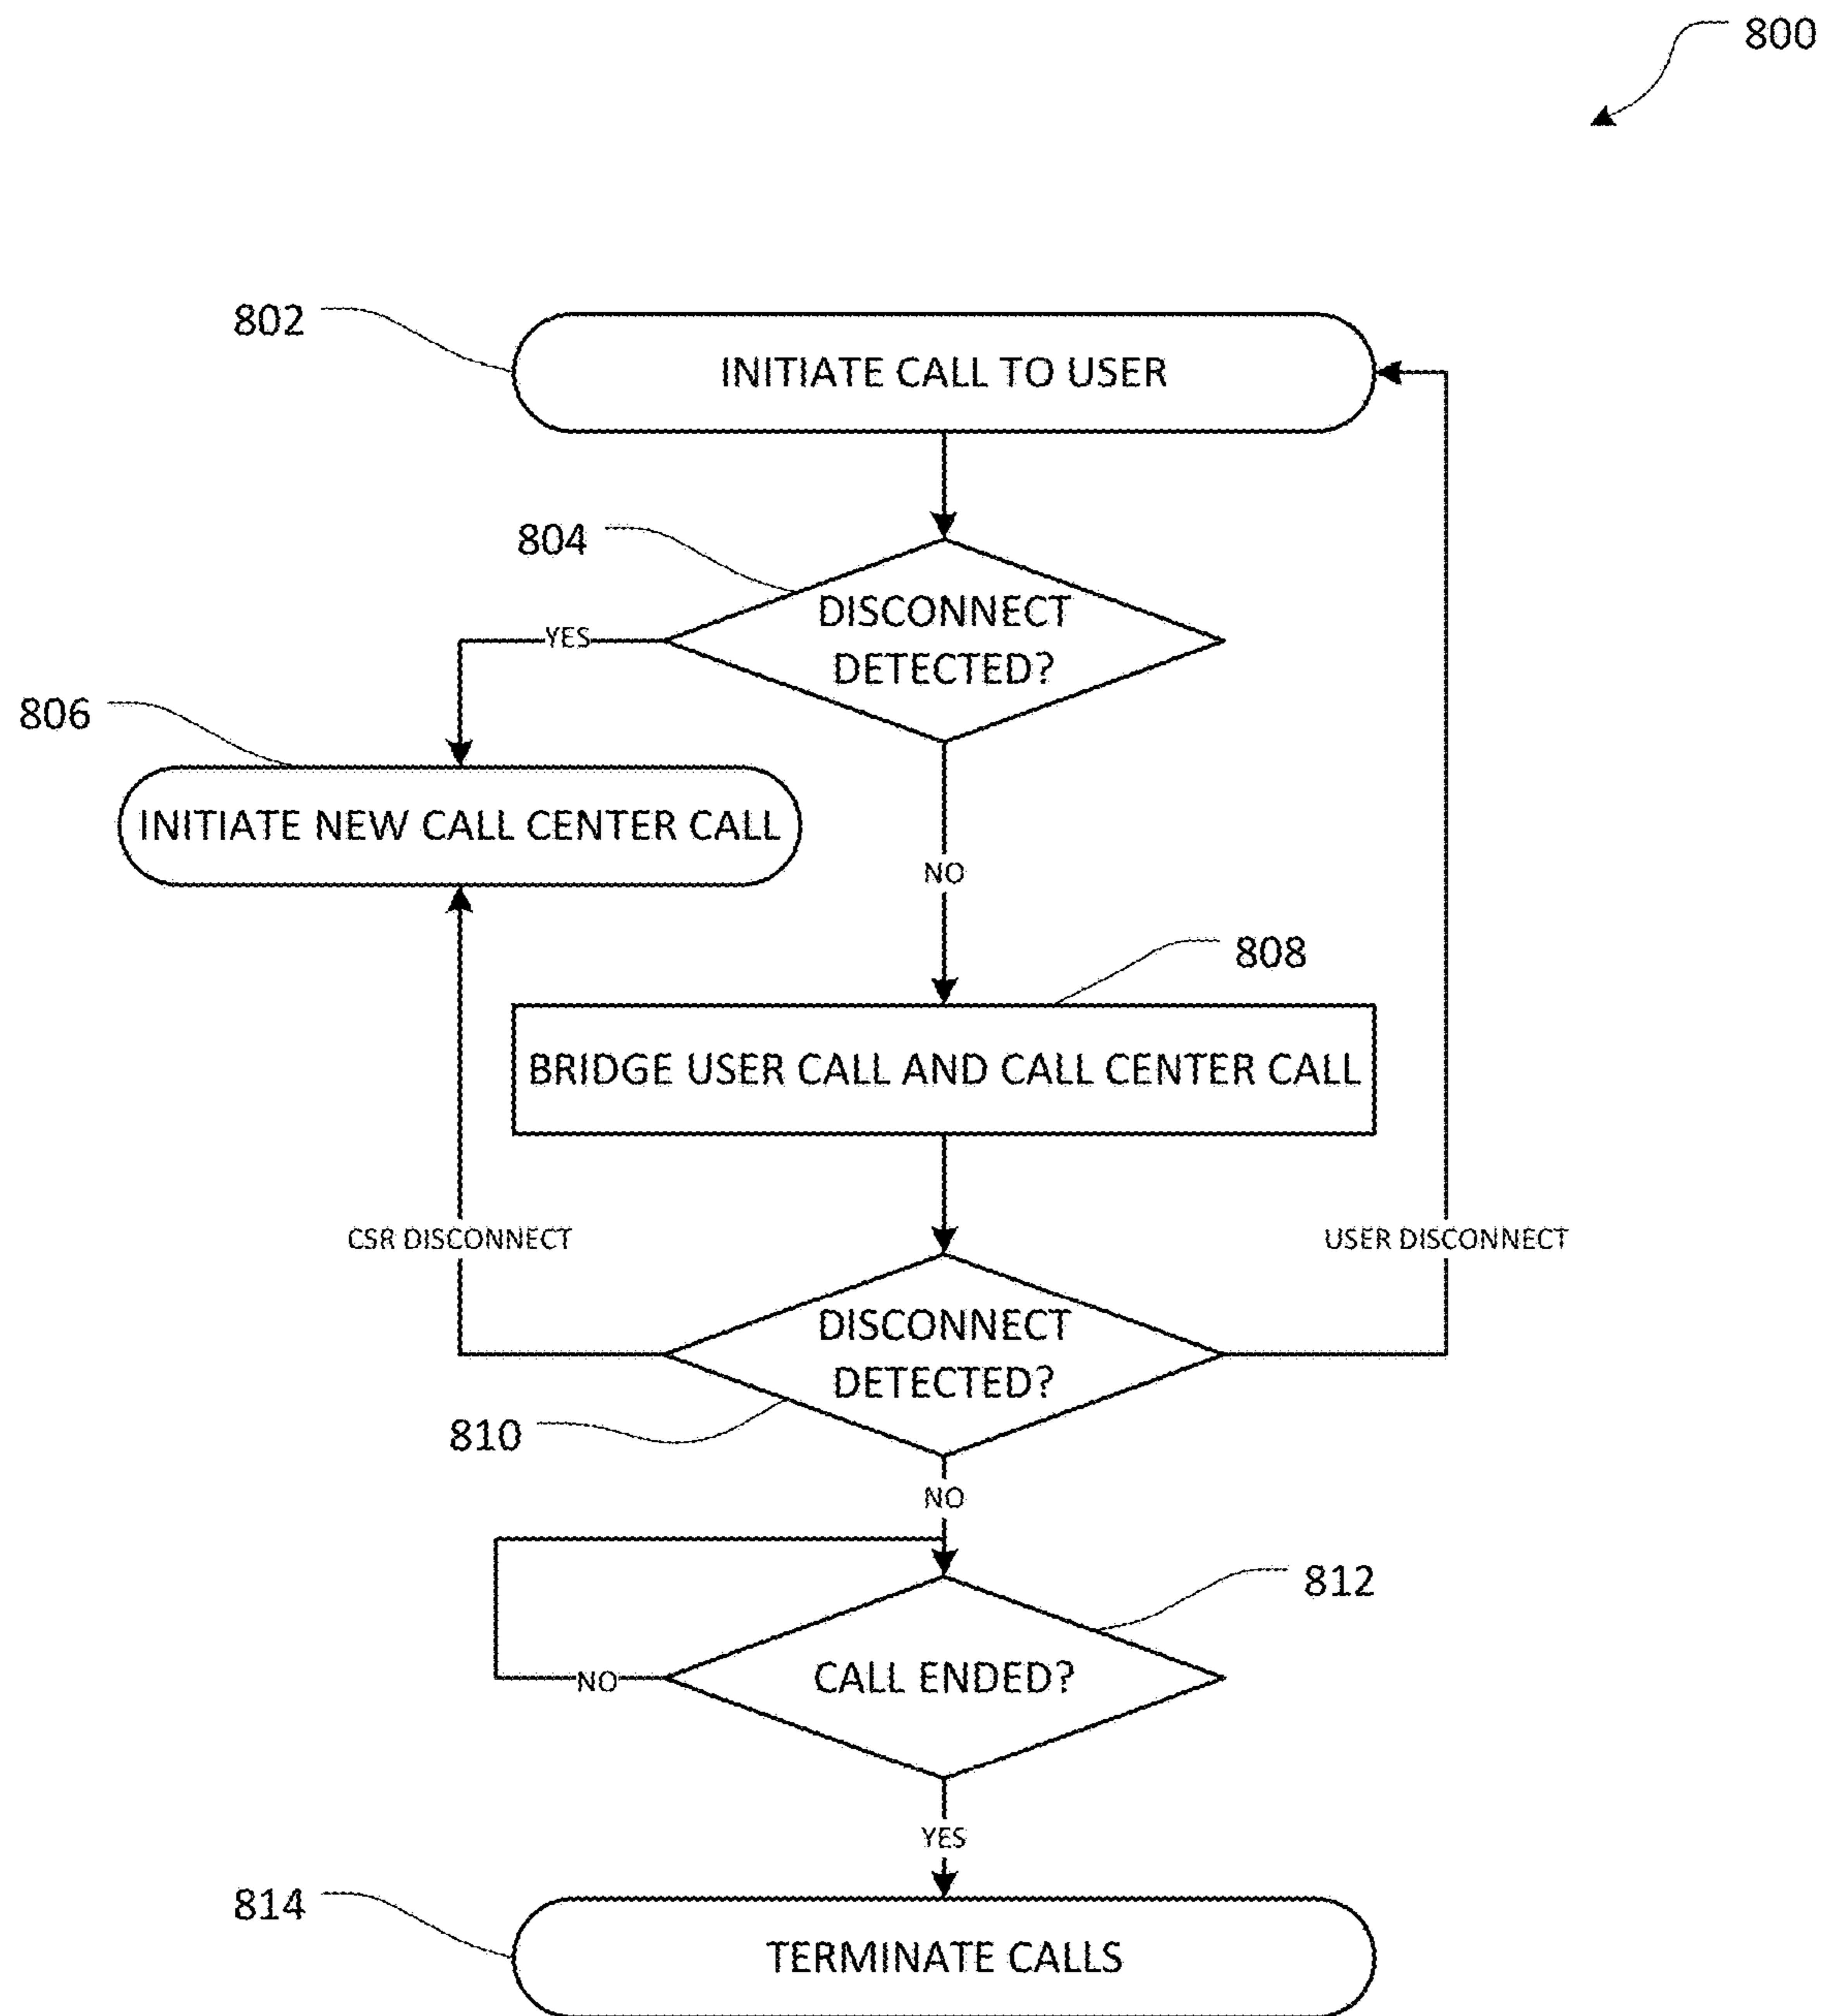 800
802
INITIATE CALL TO USER
804
DISCONNECT
DETECTED?
YES
806
INITIATE NEW CALL CENTER CALL
NO
808
BRIDGE USER CALL AND CALL CENTER CALL
CSR DISCONNECT
USER DISCONNECT
DISCONNECT
DETECTED?
810
NO
812
CALL ENDED?
NO
YES
814
TERMINATE CALLS